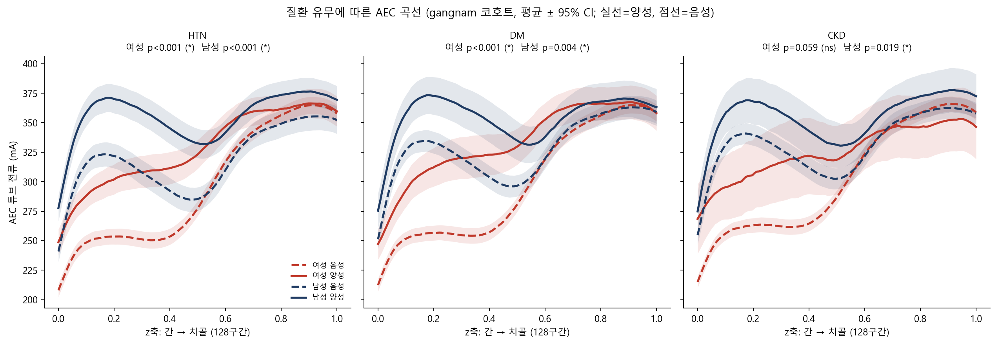 질환 유무에 따른 AEC 곡선 (gangnam 코호트, 평균 ± 95% CI; 실선=양성, 점선=음성)
HTN
여성 p<0.001 (*)  남성 p<0.001 (*)
DM
여성 p<0.001 (*)  남성 p=0.004 (*)
CKD
여성 p=0.059 (ns)  남성 p=0.019 (*)
AEC 튜브 전류 (mA)
400
375
350
325
300
275
250
225
200
여성 음성
여성 양성
남성 음성
남성 양성
0.0 0.2 0.4 0.6 0.8 1.0
0.0 0.2 0.4 0.6 0.8 1.0
0.0 0.2 0.4 0.6 0.8 1.0
z축: 간 → 치골 (128구간)
z축: 간 → 치골 (128구간)
z축: 간 → 치골 (128구간)